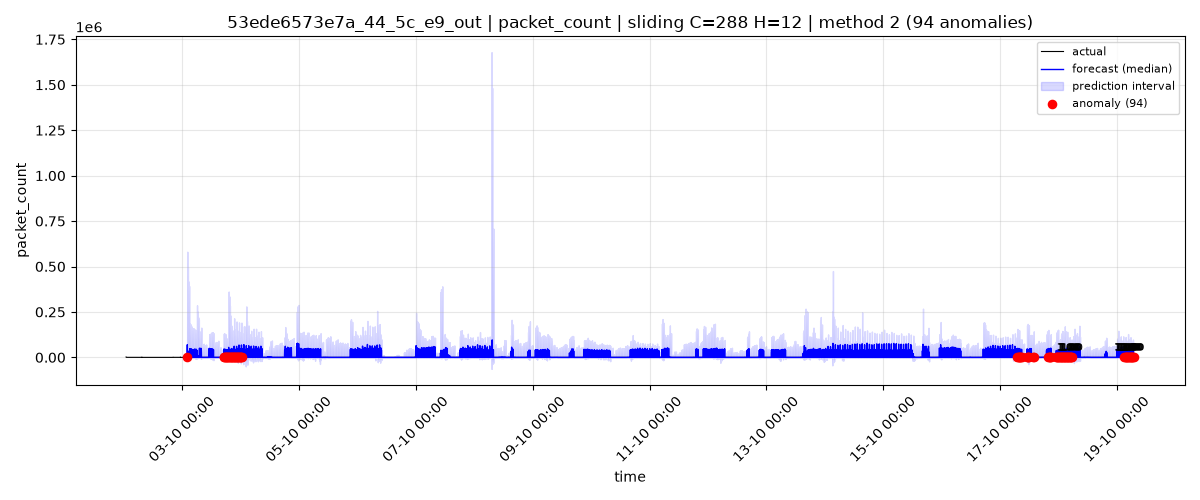 53ede6573e7a_44_5c_e9_out | packet_count | sliding C=288 H=12 | method 2 (94 anomalies)
1e6
1.75
1.50
1.25
1.00
0.75
0.50
0.25
0.00
packet_count
actual
forecast (median)
prediction interval
anomaly (94)
03-10 00:00
05-10 00:00
07-10 00:00
09-10 00:00
11-10 00:00
13-10 00:00
15-10 00:00
17-10 00:00
19-10 00:00
time